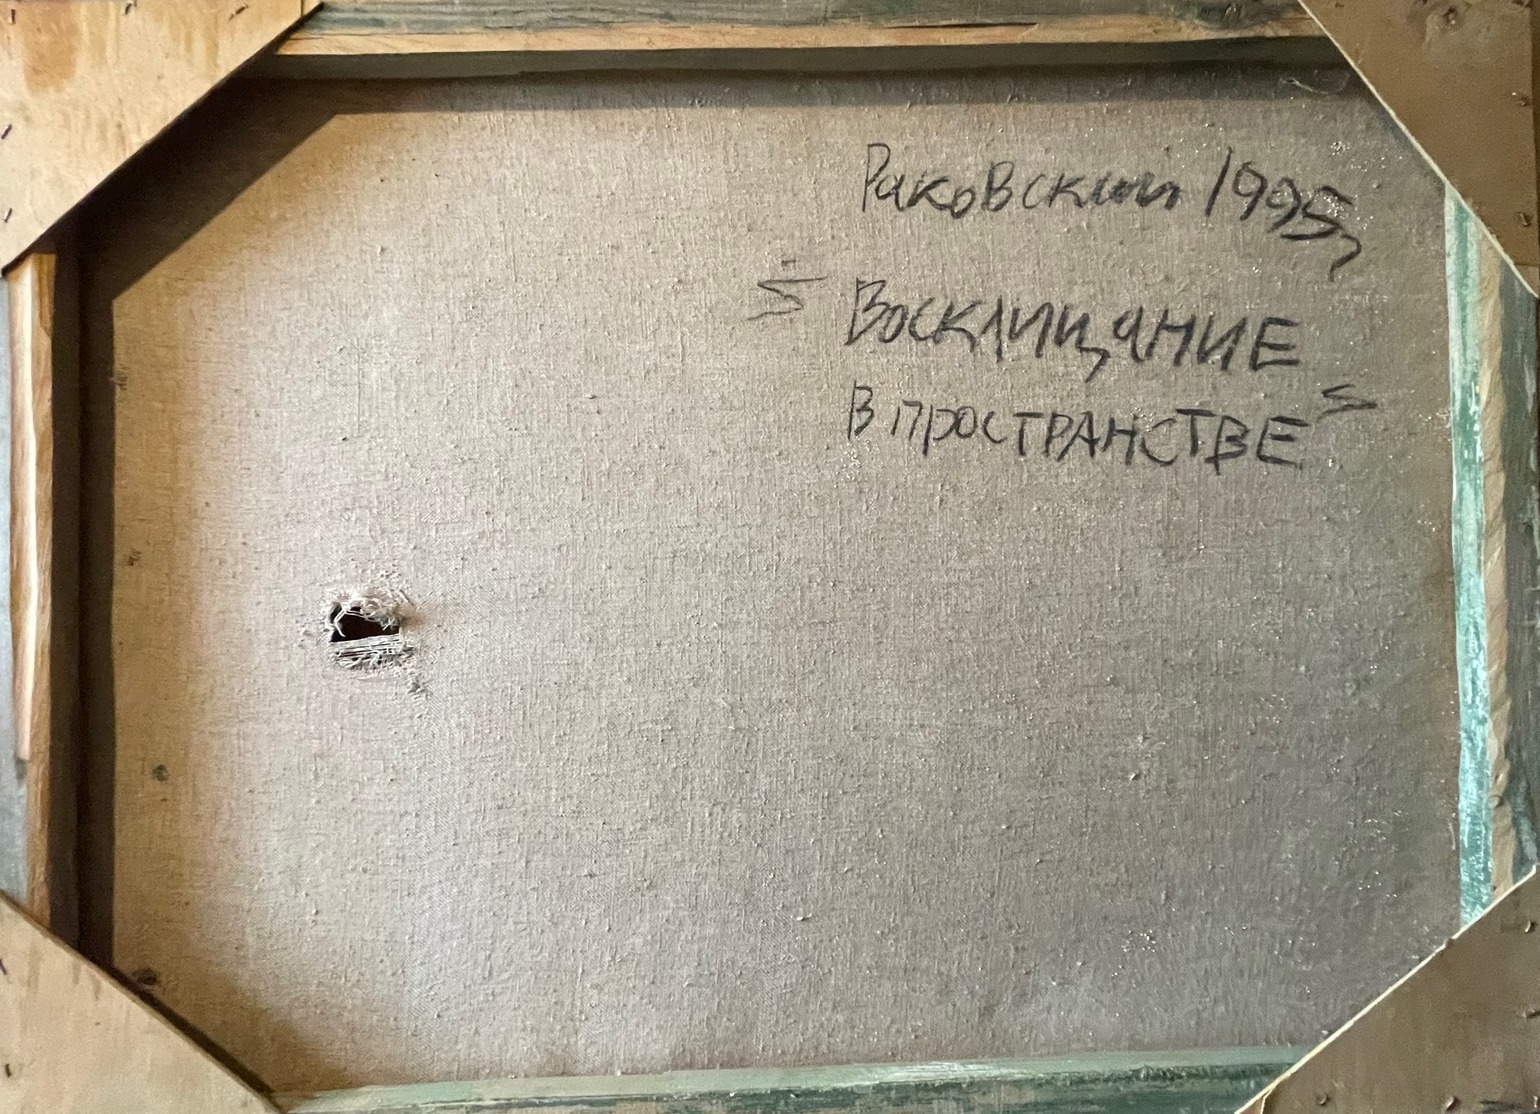 Раковский 1995,
"Восклицание
в пространстве"